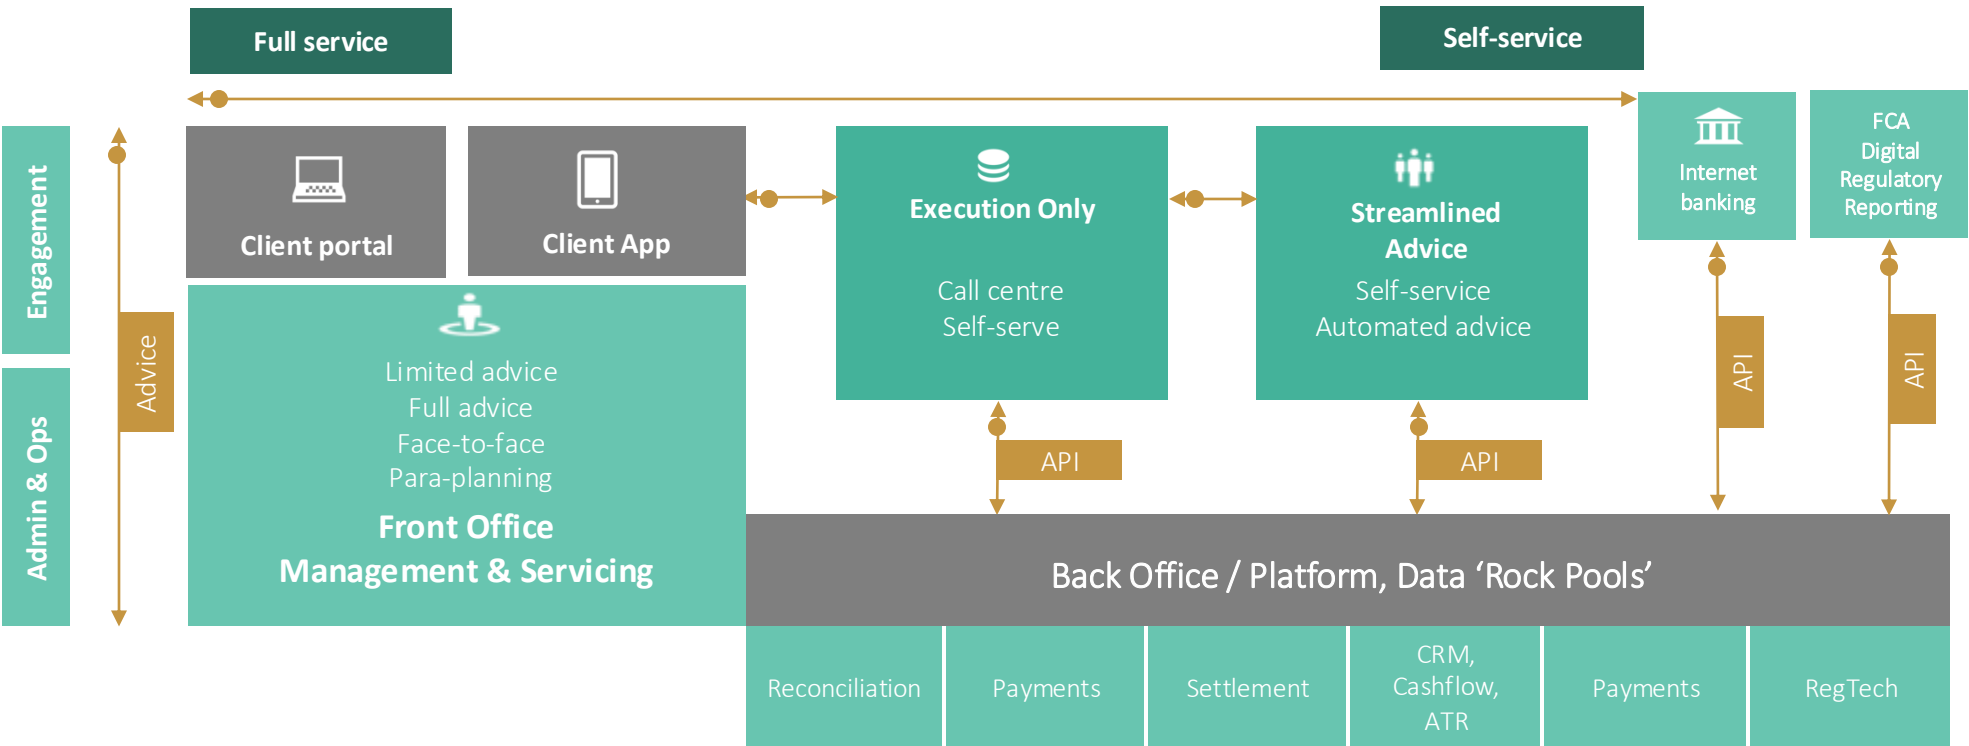 Full service
Self-service
Engagement
Admin & Ops
Advice
Client portal
Client App
Limited advice
Full advice
Face-to-face
Para-planning
Front Office
Management & Servicing
Execution Only
Call centre
Self-serve
API
Streamlined
Advice
Self-service
Automated advice
API
Internet
banking
API
FCA
Digital
Regulatory
Reporting
API
Back Office / Platform, Data ‘Rock Pools’
Reconciliation
Payments
Settlement
CRM,
Cashflow,
ATR
Payments
RegTech